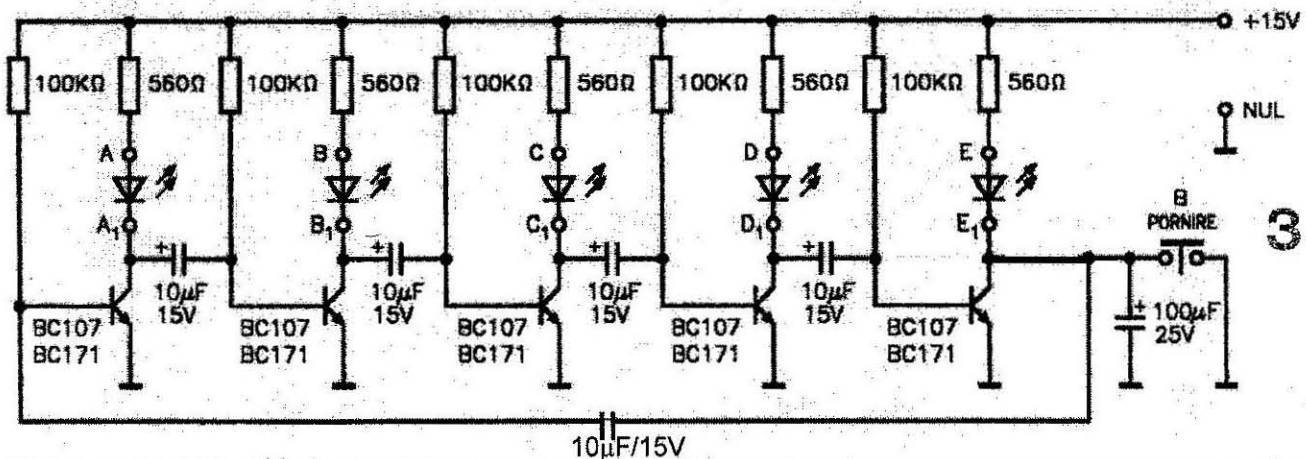 +15V
100KΩ 560Ω 100KΩ 560Ω 100KΩ 560Ω 100KΩ 560Ω 100KΩ 560Ω
NUL
A B C D E
B
PORNIRE
3
A1 B1 C1 D1 E1
+ + + +
10μF 10μF 10μF 10μF
15V 15V 15V 15V
+ 100μF
25V
BC107 BC107 BC107 BC107 BC107
BC171 BC171 BC171 BC171 BC171
10μF/15V